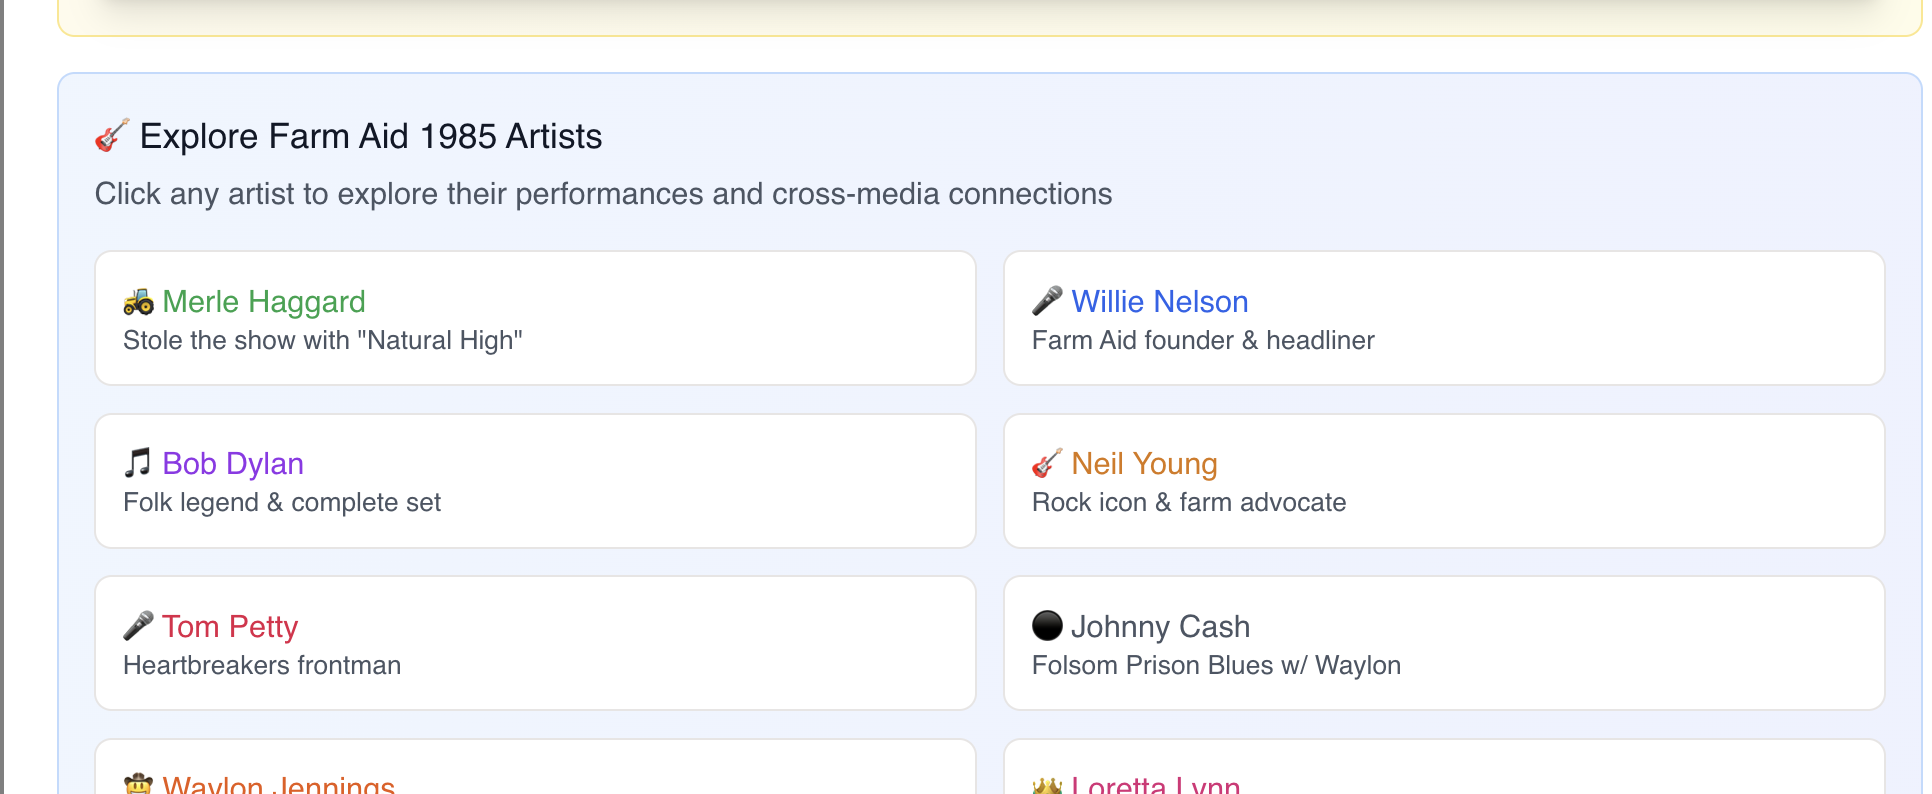 Explore Farm Aid 1985 Artists
Click any artist to explore their performances and cross-media connections
Merle Haggard
Stole the show with "Natural High"
Willie Nelson
Farm Aid founder & headliner
Bob Dylan
Folk legend & complete set
Neil Young
Rock icon & farm advocate
Tom Petty
Heartbreakers frontman
Johnny Cash
Folsom Prison Blues w/ Waylon
Waylon Jennings
Loretta Lynn